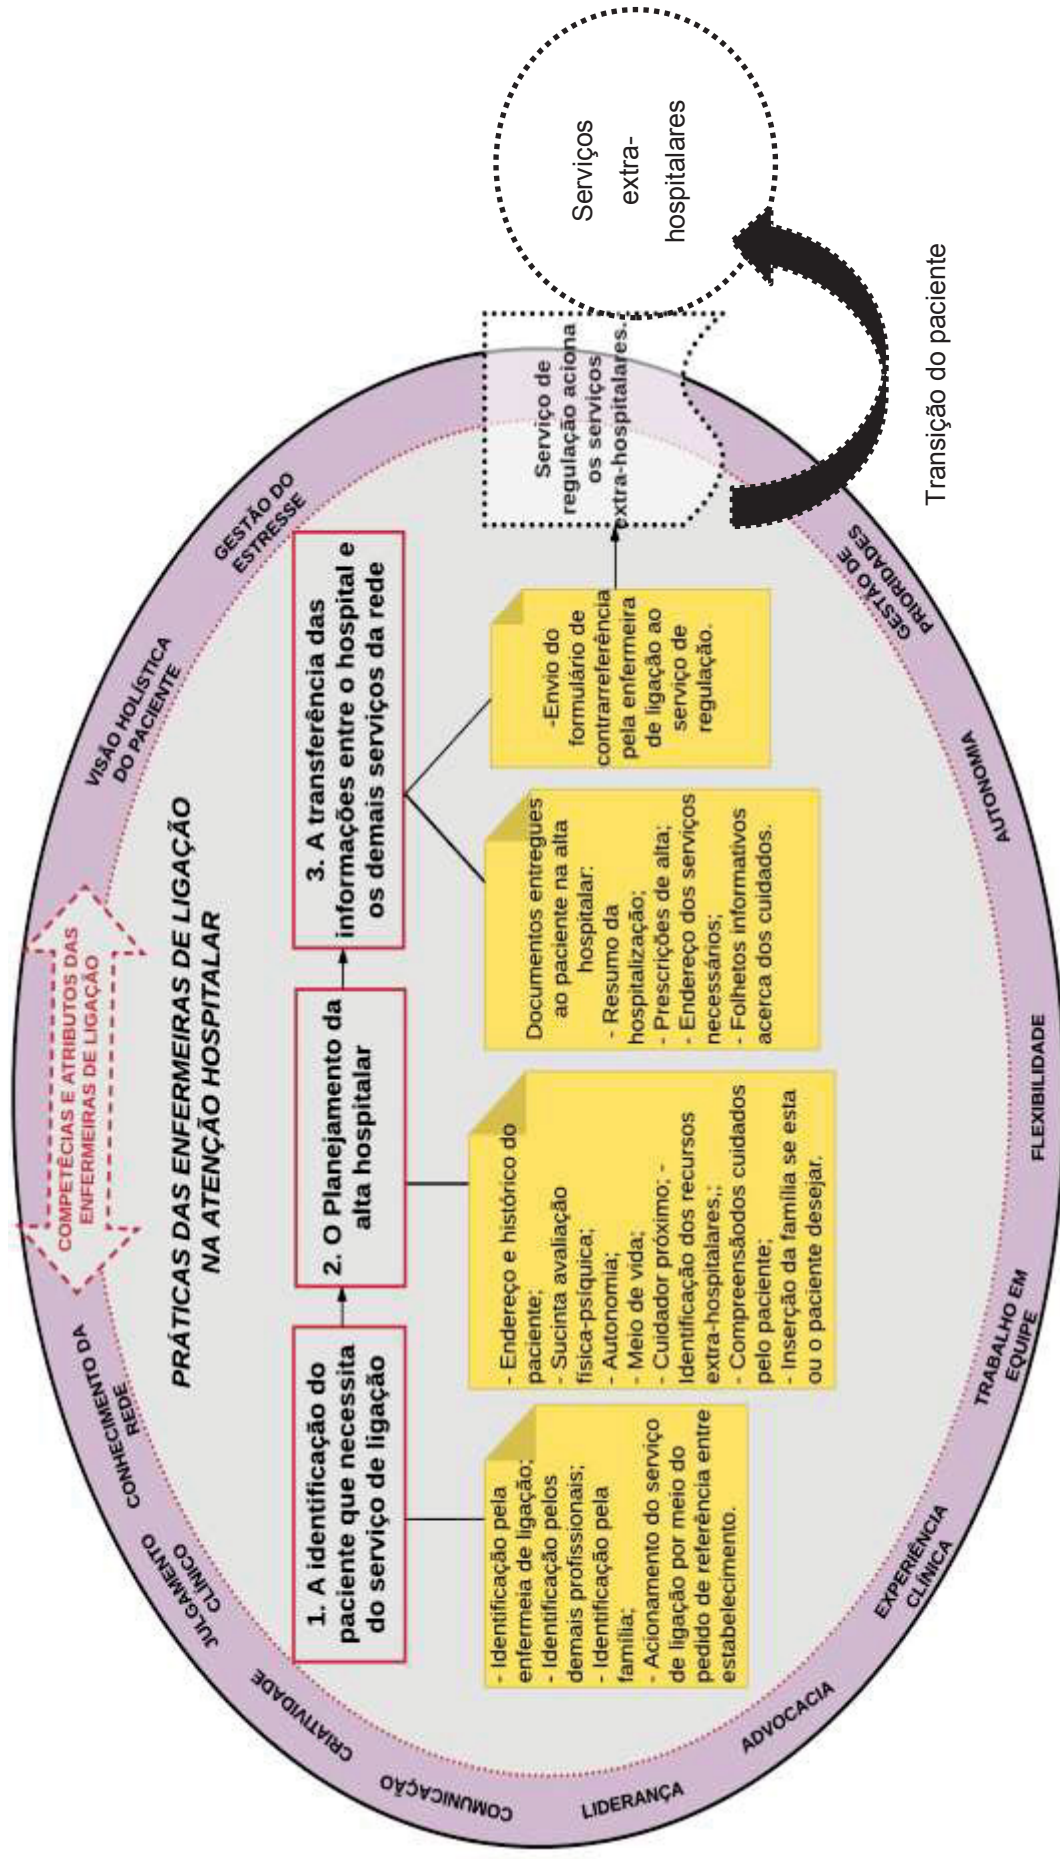 COMPETÊCIAS E ATRIBUTOS DAS
ENFERMEIRAS DE LIGAÇÃO
PRÁTICAS DAS ENFERMEIRAS DE LIGAÇÃO
NA ATENÇÃO HOSPITALAR
COMUNICAÇÃO
CRIATIVIDADE
JULGAMENTO
CLÍNICO
CONHECIMENTO DA
REDE
VISÃO HOLÍSTICA
DO PACIENTE
GESTÃO DO
ESTRESSE
1. A identificação do
paciente que necessita
do serviço de ligação
2. O Planejamento da
alta hospitalar
3. A transferência das
informações entre o hospital e
os demais serviços da rede
- Identificação pela
enfermeia de ligação;
- Identificação pelos
demais profissionais;
- Identificação pela
família;
- Acionamento do serviço
de ligação por meio do
pedido de referência entre
estabelecimento.
- Endereço e histórico do
paciente;
- Sucinta avaliação
física-psíquica;
- Autonomia;
- Meio de vida;
- Cuidador próximo; -
Identificação dos recursos
extra-hospitalares,;
- Compreensãodos cuidados
pelo paciente;
- Inserção da família se esta
ou o paciente desejar.
Documentos entregues
ao paciente na alta
hospitalar:
- Resumo da
hospitalização;
- Prescrições de alta;
- Endereço dos serviços
necessários;
- Folhetos informativos
acerca dos cuidados.
-Envio do
formulário de
contrarreferência
pela enfermeira
de ligação ao
serviço de
regulação.
Serviço de
regulação aciona
os serviços
extra-hospitalares.
Serviços
extra-
hospitalares
Transição do paciente
LIDERANÇA
ADVOCACIA
EXPERIÊNCIA
CLÍNICA
TRABALHO EM
EQUIPE
FLEXIBILIDADE
AUTONOMIA
GESTÃO DE
PRIORIDADES